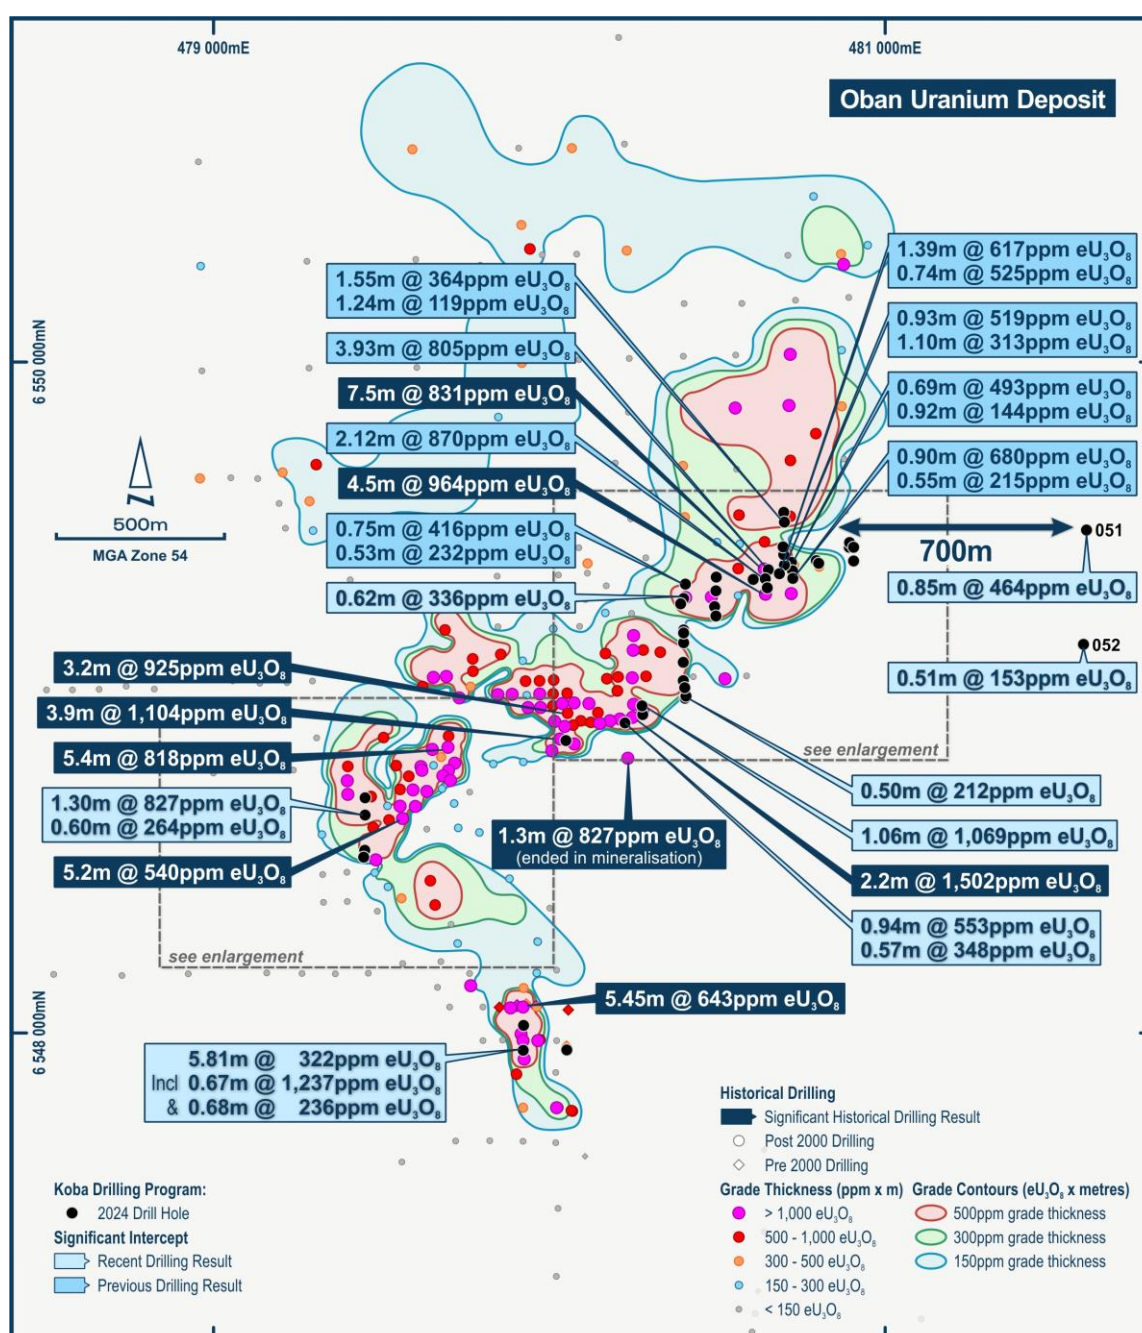 479 000mE
481 000mE
Oban Uranium Deposit
6 550 000mN
6 548 000mN
N
500m
MGA Zone 54
1.55m @ 364ppm eU₃O₈
1.24m @ 119ppm eU₃O₈
3.93m @ 805ppm eU₃O₈
7.5m @ 831ppm eU₃O₈
2.12m @ 870ppm eU₃O₈
4.5m @ 964ppm eU₃O₈
0.75m @ 416ppm eU₃O₈
0.53m @ 232ppm eU₃O₈
0.62m @ 336ppm eU₃O₈
1.39m @ 617ppm eU₃O₈
0.74m @ 525ppm eU₃O₈
0.93m @ 519ppm eU₃O₈
1.10m @ 313ppm eU₃O₈
0.69m @ 493ppm eU₃O₈
0.92m @ 144ppm eU₃O₈
0.90m @ 680ppm eU₃O₈
0.55m @ 215ppm eU₃O₈
700m
051
0.85m @ 464ppm eU₃O₈
052
0.51m @ 153ppm eU₃O₈
3.2m @ 925ppm eU₃O₈
3.9m @ 1,104ppm eU₃O₈
5.4m @ 818ppm eU₃O₈
1.30m @ 827ppm eU₃O₈
0.60m @ 264ppm eU₃O₈
5.2m @ 540ppm eU₃O₈
see enlargement
1.3m @ 827ppm eU₃O₈
(ended in mineralisation)
0.50m @ 212ppm eU₃O₈
1.06m @ 1,069ppm eU₃O₈
2.2m @ 1,502ppm eU₃O₈
0.94m @ 553ppm eU₃O₈
0.57m @ 348ppm eU₃O₈
see enlargement
5.45m @ 643ppm eU₃O₈
5.81m @ 322ppm eU₃O₈
Incl 0.67m @ 1,237ppm eU₃O₈
& 0.68m @ 236ppm eU₃O₈
Koba Drilling Program:
2024 Drill Hole
Significant Intercept
Recent Drilling Result
Previous Drilling Result
Historical Drilling
Significant Historical Drilling Result
Post 2000 Drilling
Pre 2000 Drilling
Grade Thickness (ppm x m)
> 1,000 eU₃O₈
500 - 1,000 eU₃O₈
300 - 500 eU₃O₈
150 - 300 eU₃O₈
< 150 eU₃O₈
Grade Contours (eU₃O₈ x metres)
500ppm grade thickness
300ppm grade thickness
150ppm grade thickness